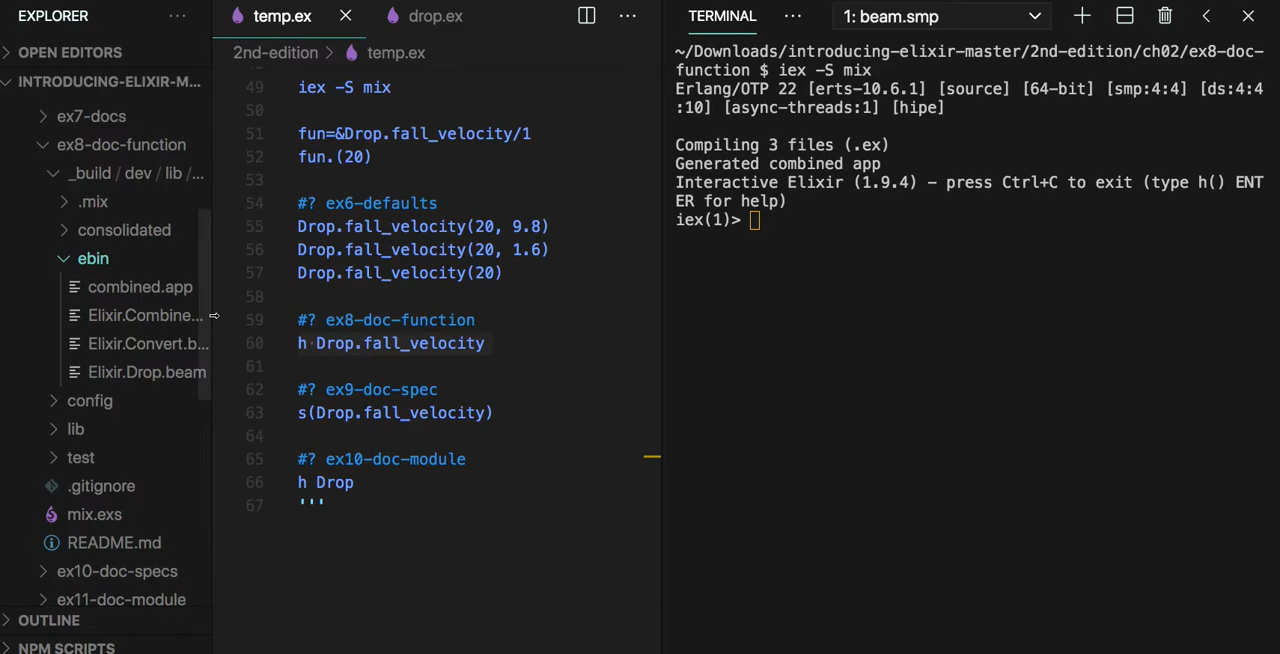 EXPLORER ...
OPEN EDITORS
INTRODUCING-ELIXIR-M...
ex7-docs
ex8-doc-function
_build / dev / lib /...
.mix
consolidated
ebin
combined.app
Elixir.Combine...
Elixir.Convert.b...
Elixir.Drop.beam
config
lib
test
.gitignore
mix.exs
README.md
ex10-doc-specs
ex11-doc-module
OUTLINE
NPM SCRIPTS
temp.ex drop.ex ...
2nd-edition > temp.ex
49 iex -S mix
50
51 fun=&Drop.fall_velocity/1
52 fun.(20)
53
54 #? ex6-defaults
55 Drop.fall_velocity(20, 9.8)
56 Drop.fall_velocity(20, 1.6)
57 Drop.fall_velocity(20)
58
59 #? ex8-doc-function
60 h·Drop.fall_velocity
61
62 #? ex9-doc-spec
63 s(Drop.fall_velocity)
64
65 #? ex10-doc-module
66 h Drop
67 '''
TERMINAL ... 1: beam.smp
~/Downloads/introducing-elixir-master/2nd-edition/ch02/ex8-doc-
function $ iex -S mix
Erlang/OTP 22 [erts-10.6.1] [source] [64-bit] [smp:4:4] [ds:4:4
:10] [async-threads:1] [hipe]
Compiling 3 files (.ex)
Generated combined app
Interactive Elixir (1.9.4) - press Ctrl+C to exit (type h() ENT
ER for help)
iex(1)>